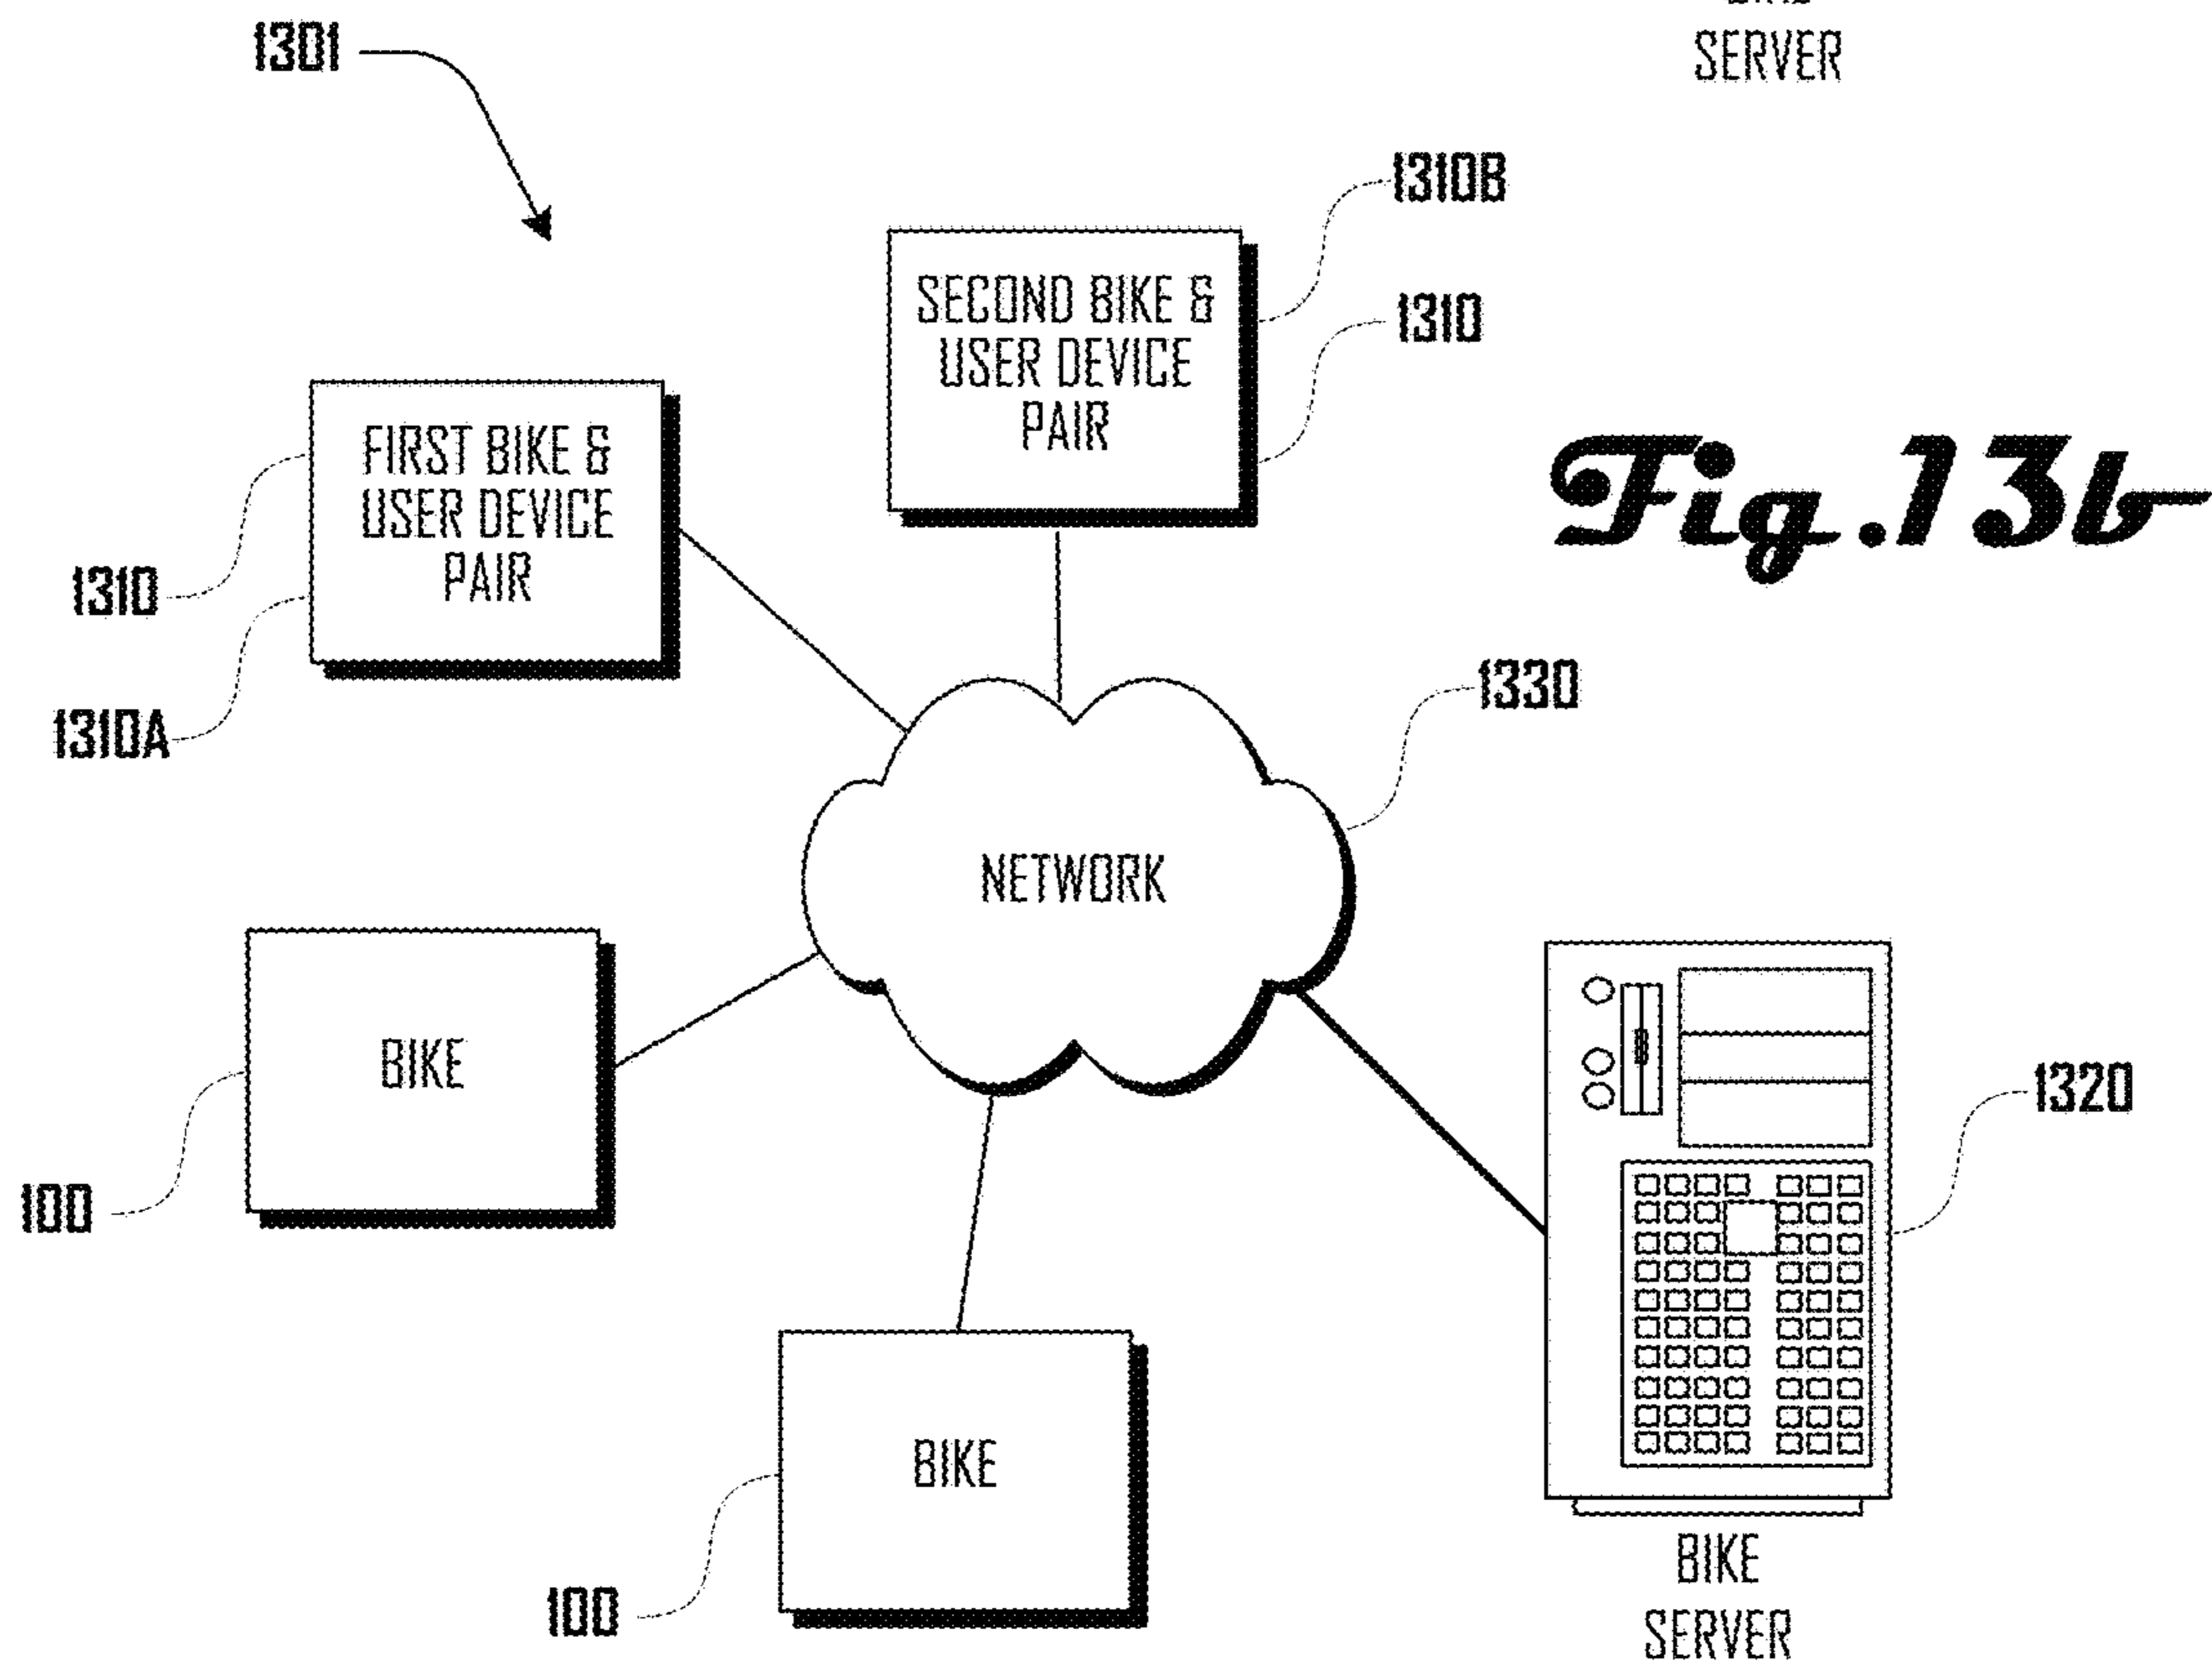 SERVER
1301
1310B
SECOND BIKE &
USER DEVICE
PAIR
1310
Fig.13b
FIRST BIKE &
USER DEVICE
PAIR
1310
1310A
1330
NETWORK
BIKE
100
1320
BIKE
100
BIKE
SERVER